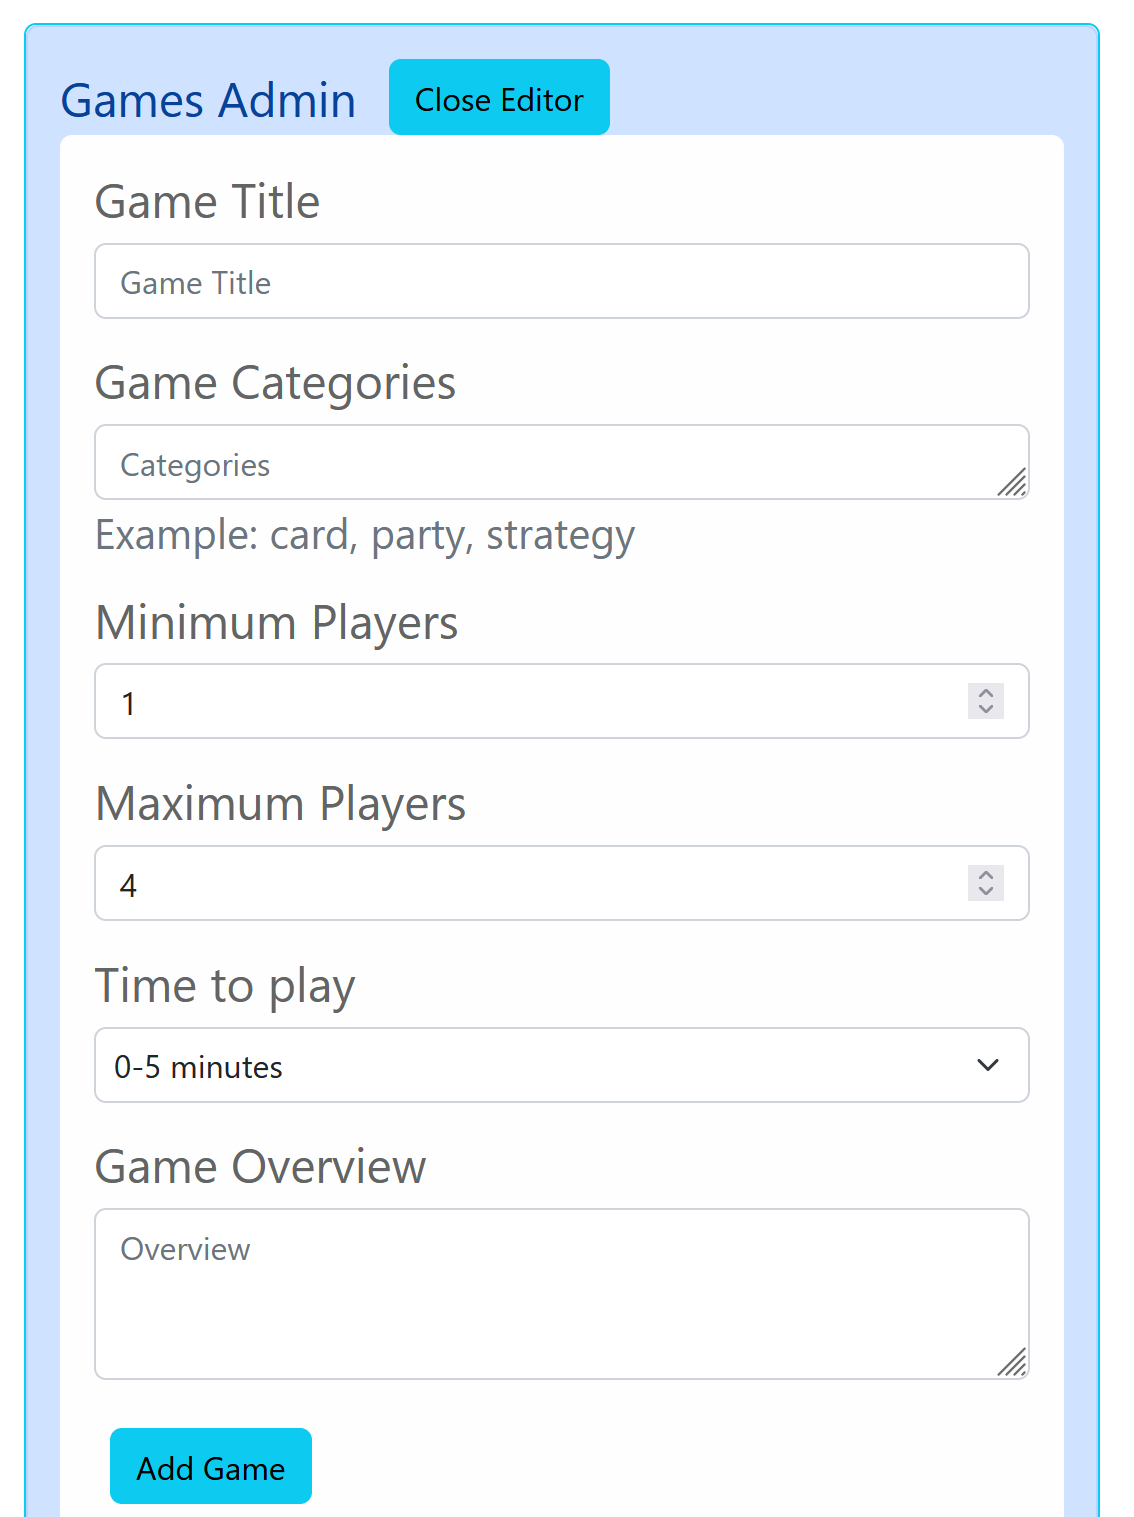 Games Admin Close Editor
Game Title
Game Title
Game Categories
Categories
Example: card, party, strategy
Minimum Players
1
Maximum Players
4
Time to play
0-5 minutes
Game Overview
Overview
Add Game